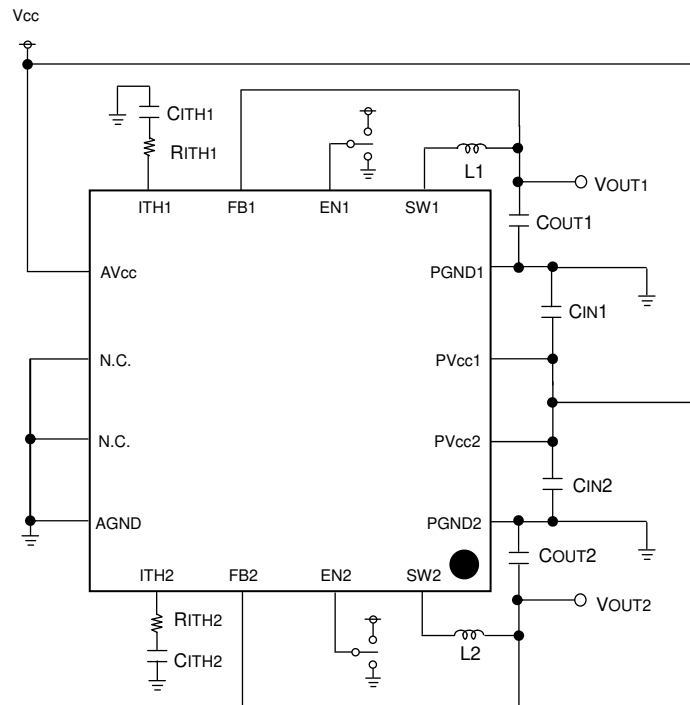 Vcc
CITH1
RITH1
L1
VOUT1
ITH1 FB1 EN1 SW1
COUT1
AVcc PGND1
CIN1
N.C. PVcc1
N.C. PVcc2
CIN2
AGND PGND2
COUT2
ITH2 FB2 EN2 SW2
VOUT2
RITH2
L2
CITH2